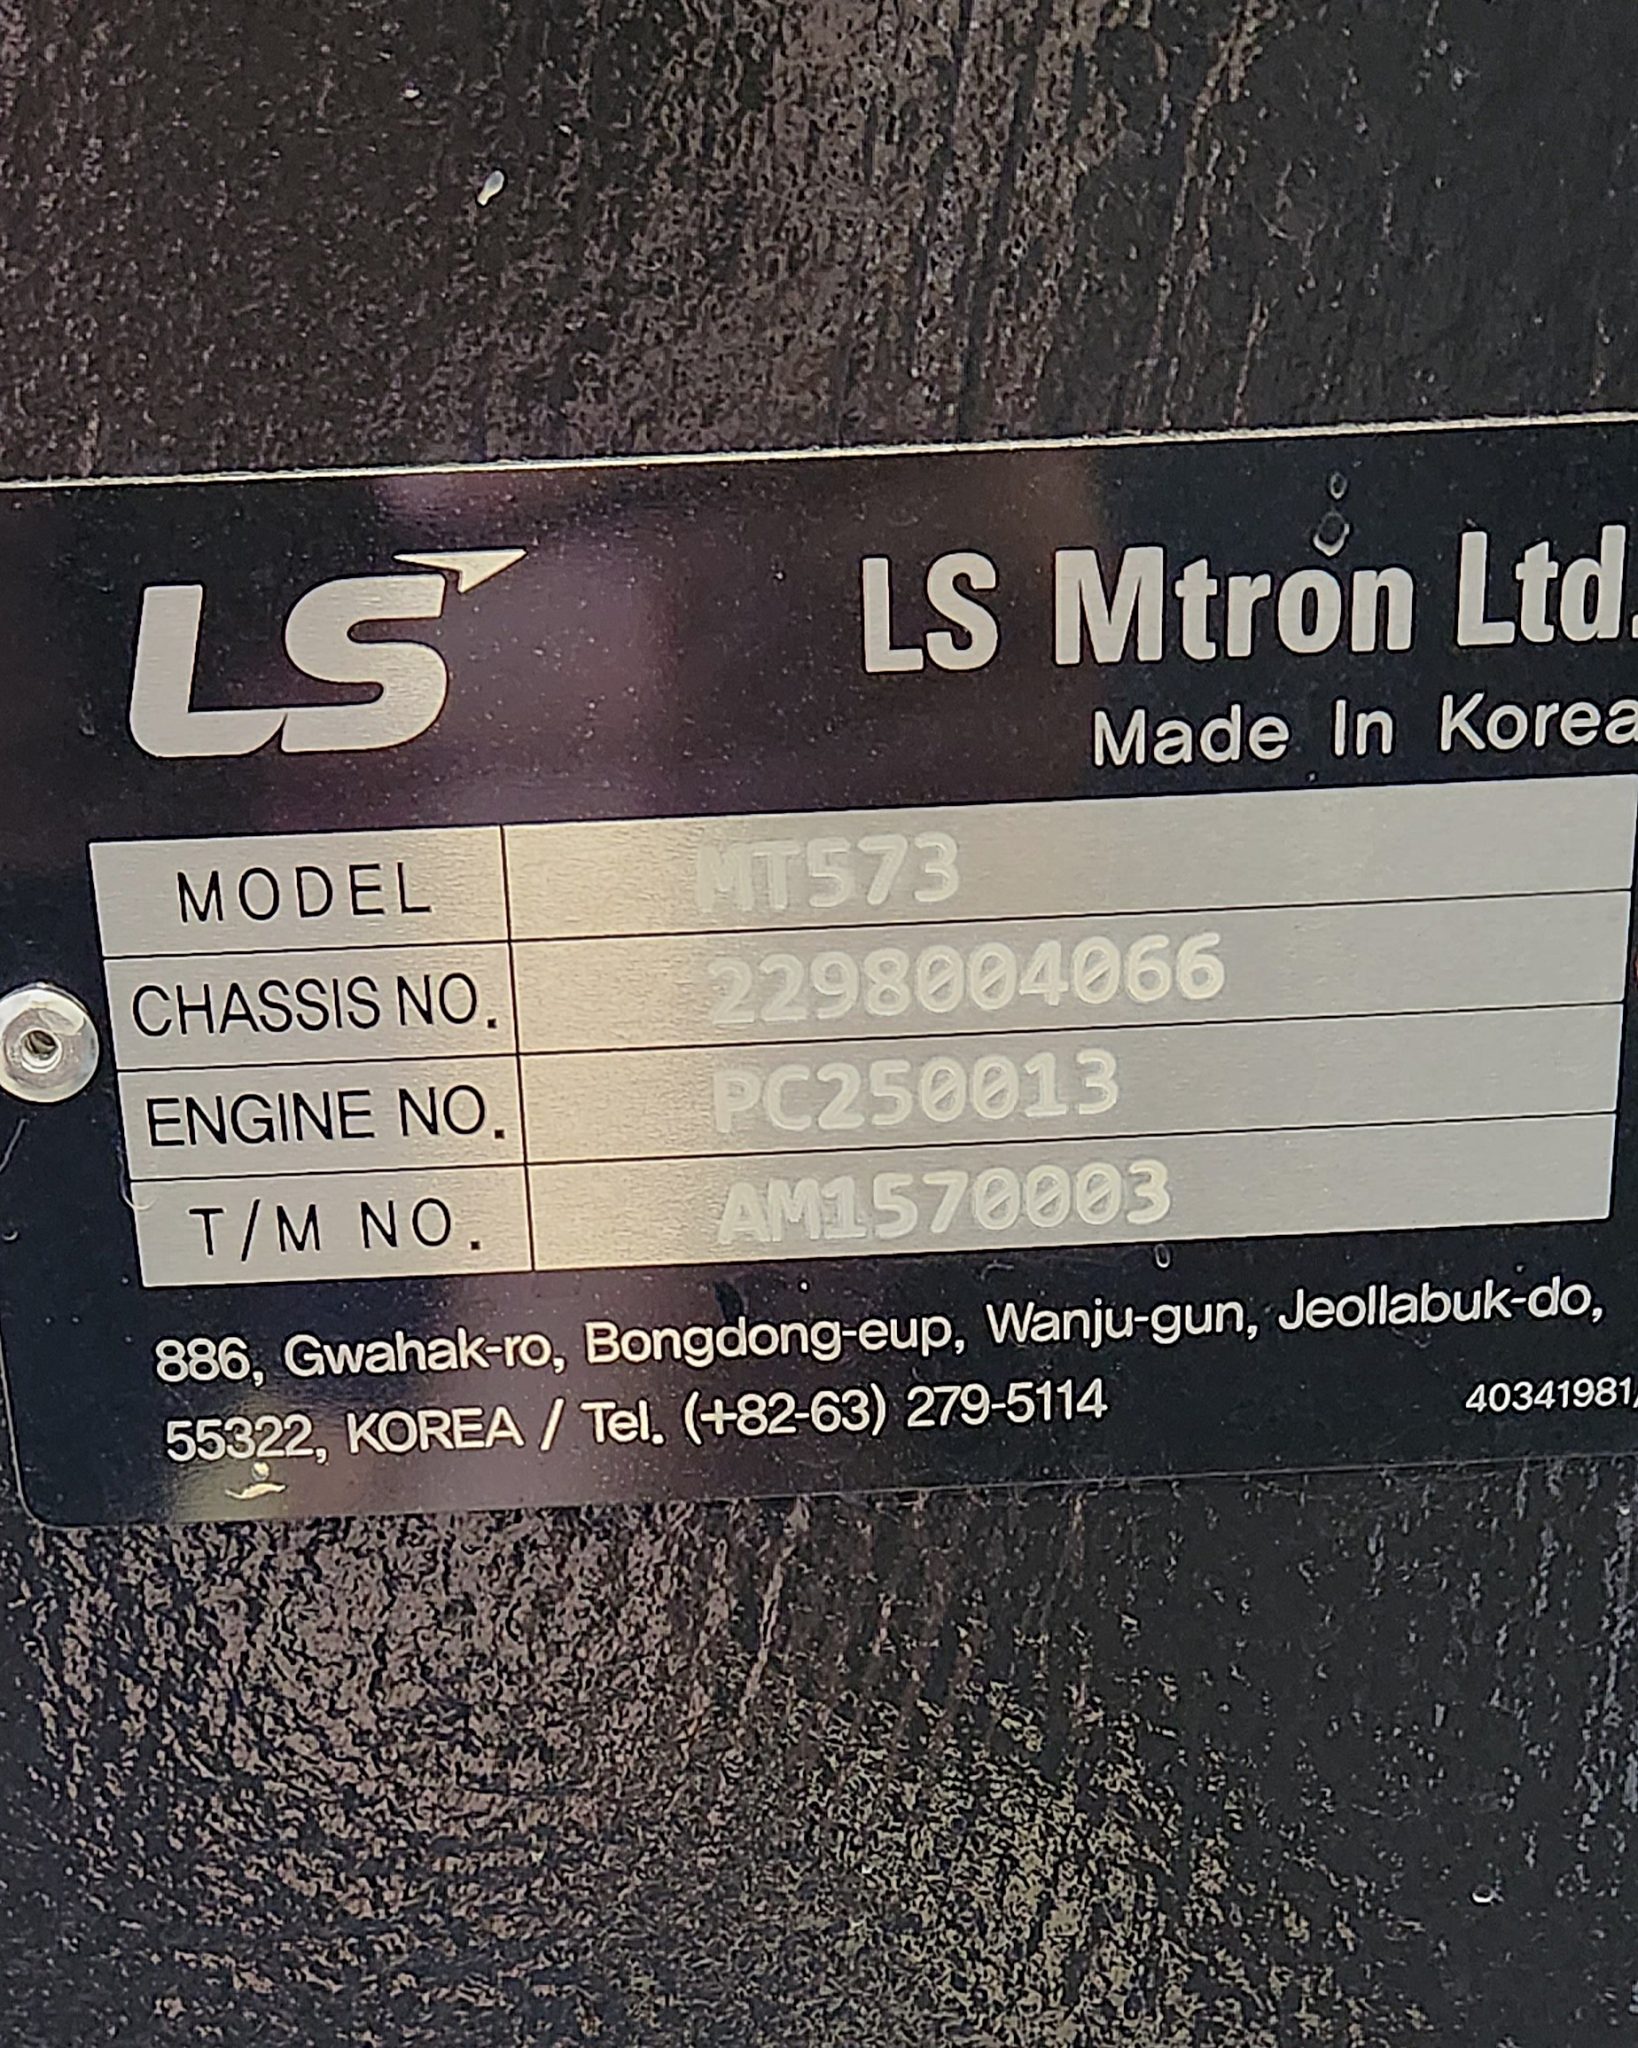 LS
LS Mtron Ltd.
Made In Korea
MODEL MT573
CHASSIS NO. 2298004066
ENGINE NO. PC250013
T/M NO. AM1570003
886, Gwahak-ro, Bongdong-eup, Wanju-gun, Jeollabuk-do,
55322, KOREA / Tel. (+82-63) 279-5114
40341981